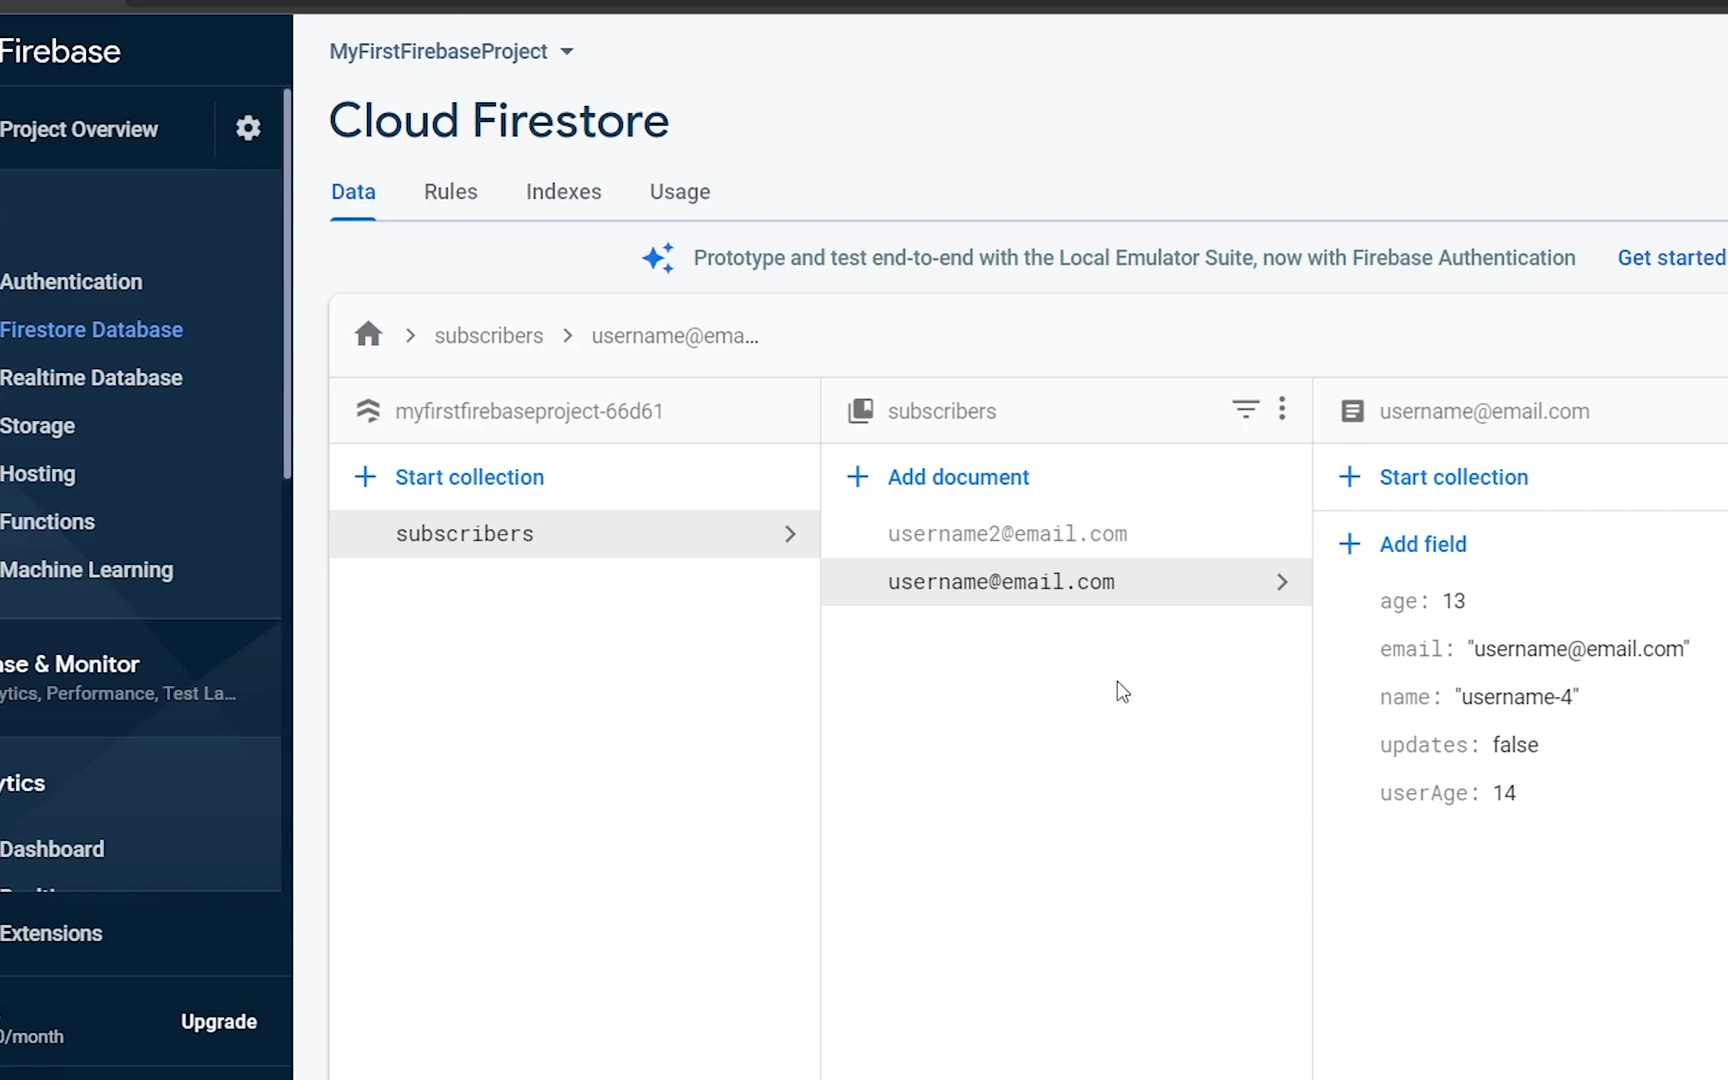 Firebase
Project Overview
Authentication
Firestore Database
Realtime Database
Storage
Hosting
Functions
Machine Learning
ase & Monitor
ytics, Performance, Test La...
ytics
Dashboard
Extensions
0/month
Upgrade
MyFirstFirebaseProject
Cloud Firestore
Data Rules Indexes Usage
Prototype and test end-to-end with the Local Emulator Suite, now with Firebase Authentication Get started
subscribers username@ema...
myfirstfirebaseproject-66d61
Start collection
subscribers
subscribers
Add document
username2@email.com
username@email.com
username@email.com
Start collection
Add field
age: 13
email: "username@email.com"
name: "username-4"
updates: false
userAge: 14